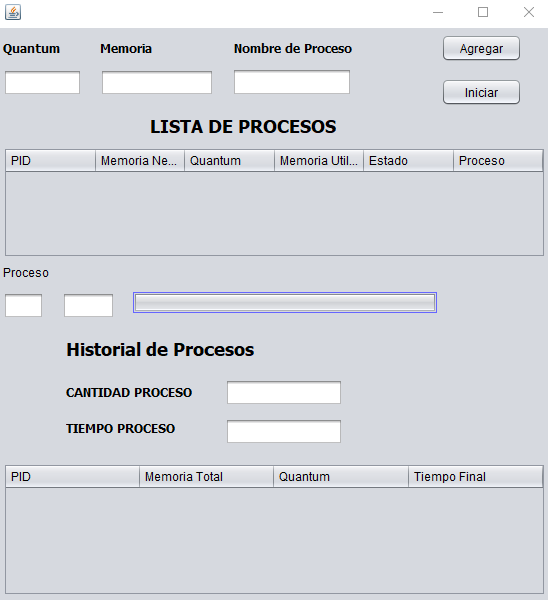 Quantum Memoria Nombre de Proceso Agregar
Iniciar
LISTA DE PROCESOS
PID Memoria Ne... Quantum Memoria Util... Estado Proceso
Proceso
Historial de Procesos
CANTIDAD PROCESO
TIEMPO PROCESO
PID Memoria Total Quantum Tiempo Final